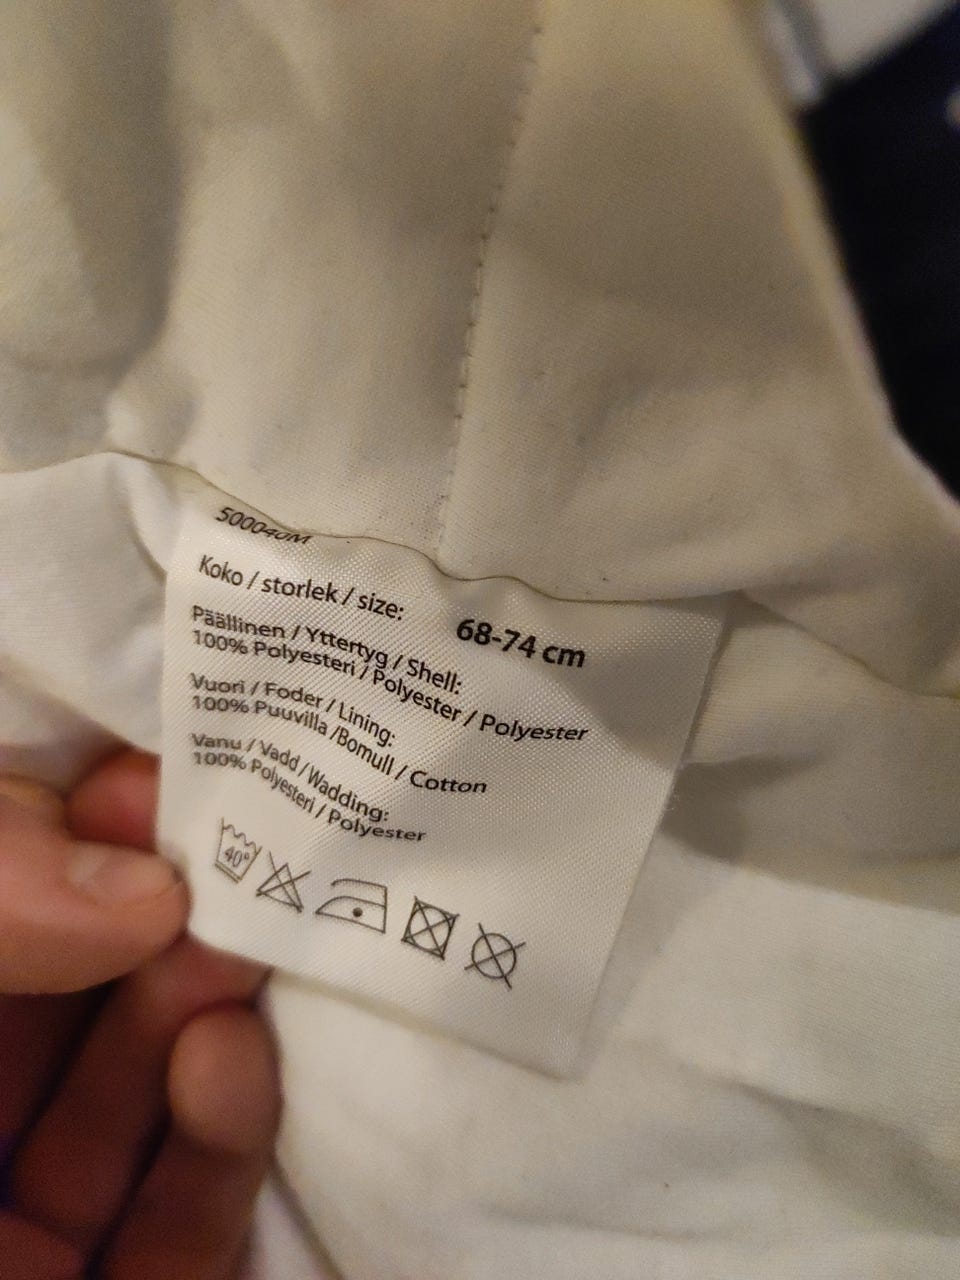 500040M
Koko / storlek / size: 68-74 cm
Päällinen / Yttertyg / Shell:
100% Polyesteri / Polyester / Polyester
Vuori / Foder / Lining:
100% Puuvilla /Bomull / Cotton
Vanu / Vadd / Wadding:
100% Polyesteri / Polyester
40°